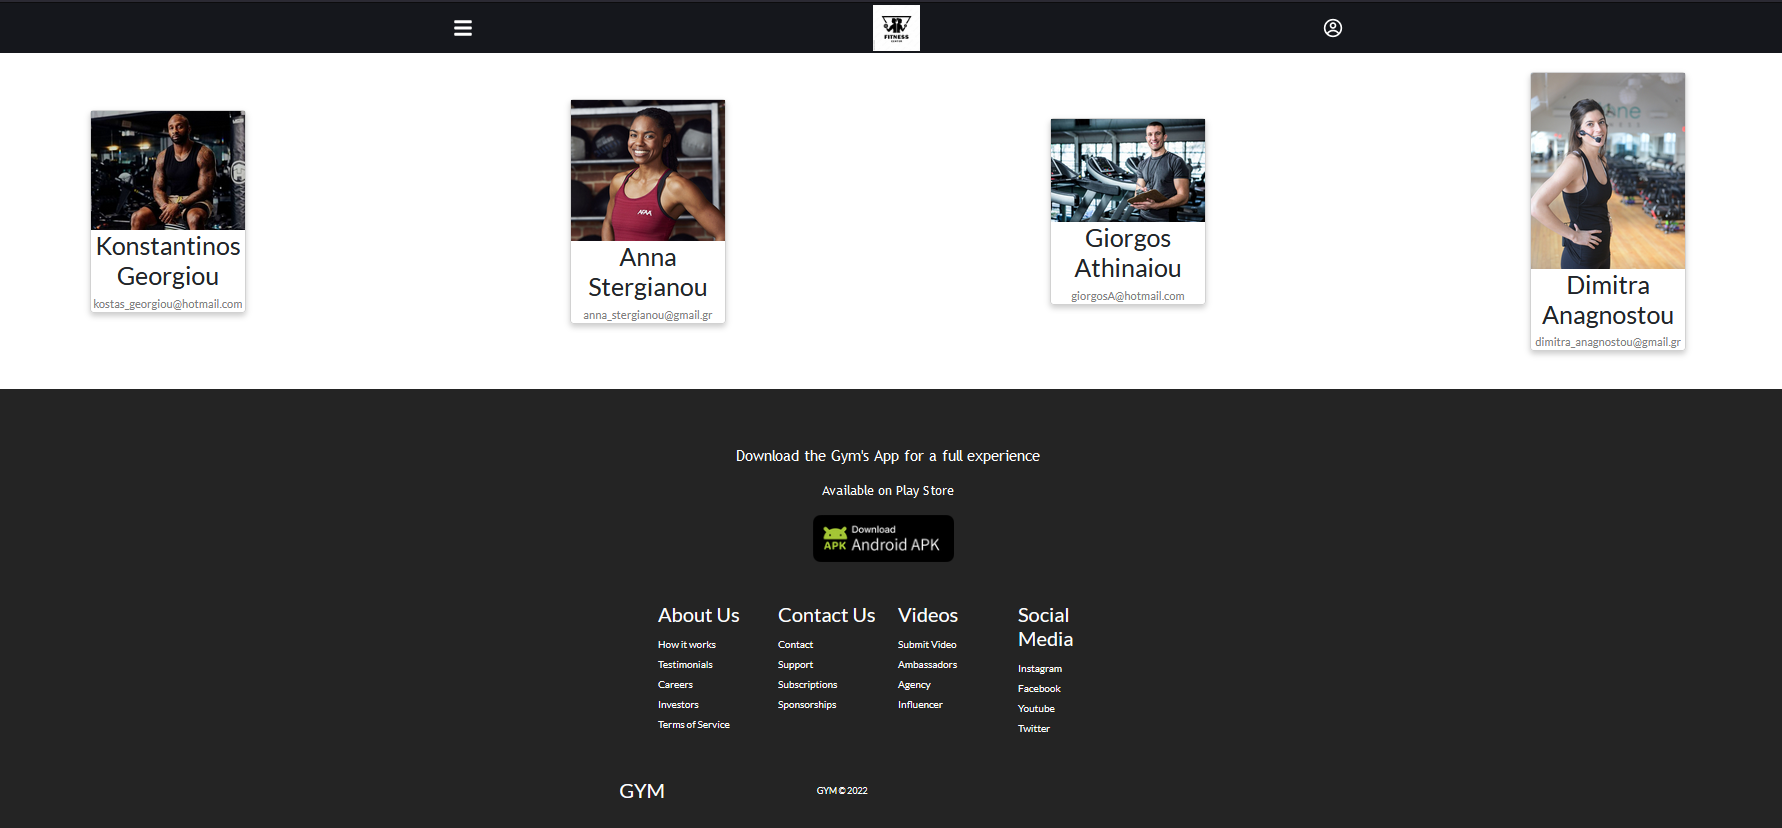 FITNESS
Konstantinos
Georgiou
kostas_georgiou@hotmail.com
Anna
Stergianou
anna_stergianou@gmail.gr
Giorgos
Athinaiou
giorgosA@hotmail.com
Dimitra
Anagnostou
dimitra_anagnostou@gmail.gr
Download the Gym's App for a full experience
Available on Play Store
Download
APK Android APK
About Us
How it works
Testimonials
Careers
Investors
Terms of Service
Contact Us
Contact
Support
Subscriptions
Sponsorships
Videos
Submit Video
Ambassadors
Agency
Influencer
Social
Media
Instagram
Facebook
Youtube
Twitter
GYM
GYM © 2022